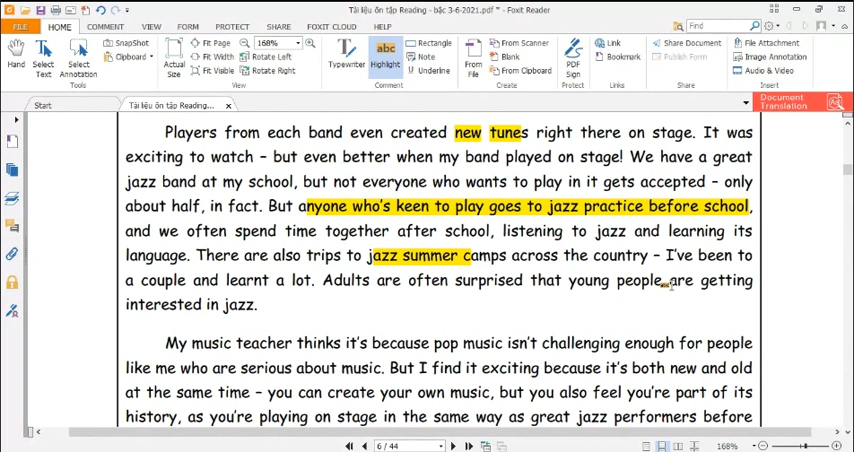 Tài liệu ôn tập Reading - bậc 3-6-2021.pdf * - Foxit Reader
FILE HOME COMMENT VIEW FORM PROTECT SHARE FOXIT CLOUD HELP
Find
SnapShot Fit Page 168% Rectangle From Scanner Link Share Document File Attachment
Clipboard Fit Width Rotate Left Note Blank Bookmark Publish Form Image Annotation
Fit Visible Rotate Right Underline From Clipboard Audio & Video
Hand Select Text Select Annotation Actual Size Typewriter abc Highlight From File PDF Sign
Tools View Comment Create Protect Links Share Insert
Start Tài liệu ôn tập Reading... Document Translation
Players from each band even created new tunes right there on stage. It was
exciting to watch – but even better when my band played on stage! We have a great
jazz band at my school, but not everyone who wants to play in it gets accepted – only
about half, in fact. But anyone who's keen to play goes to jazz practice before school,
and we often spend time together after school, listening to jazz and learning its
language. There are also trips to jazz summer camps across the country – I've been to
a couple and learnt a lot. Adults are often surprised that young people are getting
interested in jazz.
My music teacher thinks it's because pop music isn't challenging enough for people
like me who are serious about music. But I find it exciting because it's both new and old
at the same time – you can create your own music, but you also feel you're part of its
history, as you're playing on stage in the same way as great jazz performers before
6 / 44 168%